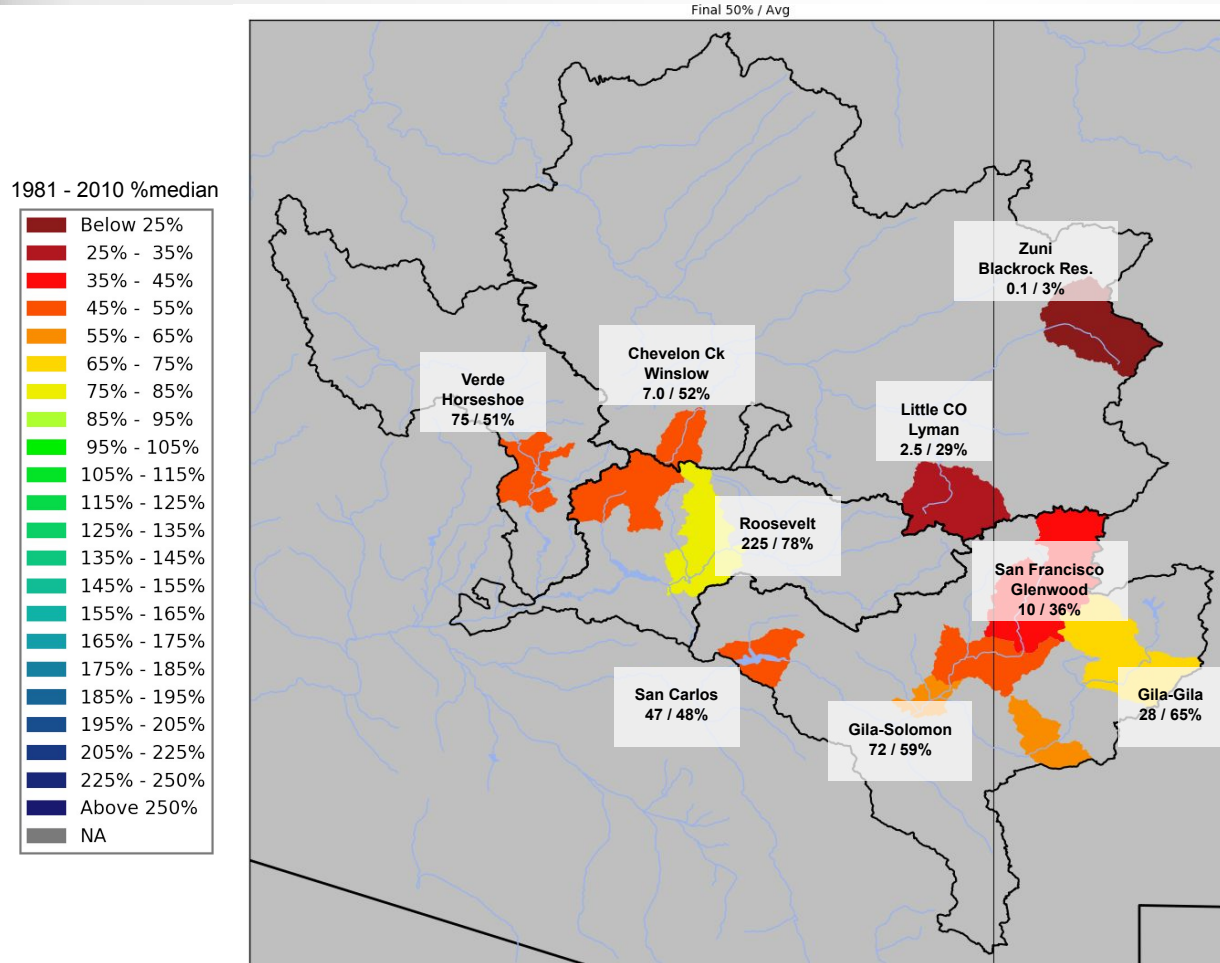 Final 50% / Avg
1981 - 2010 %median
Below 25%
25% - 35%
35% - 45%
45% - 55%
55% - 65%
65% - 75%
75% - 85%
85% - 95%
95% - 105%
105% - 115%
115% - 125%
125% - 135%
135% - 145%
145% - 155%
155% - 165%
165% - 175%
175% - 185%
185% - 195%
195% - 205%
205% - 225%
225% - 250%
Above 250%
NA
Zuni
Blackrock Res.
0.1 / 3%
Chevelon Ck
Winslow
7.0 / 52%
Verde
Horseshoe
75 / 51%
Little CO
Lyman
2.5 / 29%
Roosevelt
225 / 78%
San Francisco
Glenwood
10 / 36%
San Carlos
47 / 48%
Gila-Solomon
72 / 59%
Gila-Gila
28 / 65%